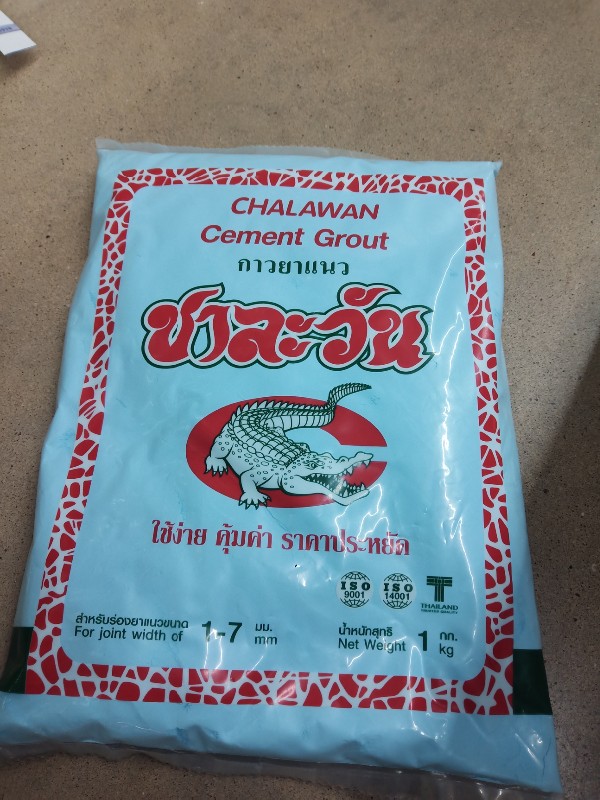 CHALAWAN
Cement Grout
กาวยาแนว
ชาละวัน
ใช้ง่าย คุ้มค่า ราคาประหยัด
ISO 9001
ISO 14001
T
THAILAND
TRUSTED QUALITY
สำหรับร่องยาแนวขนาด 1-7 มม.
For joint width of mm
น้ำหนักสุทธิ 1 กก.
Net Weight kg